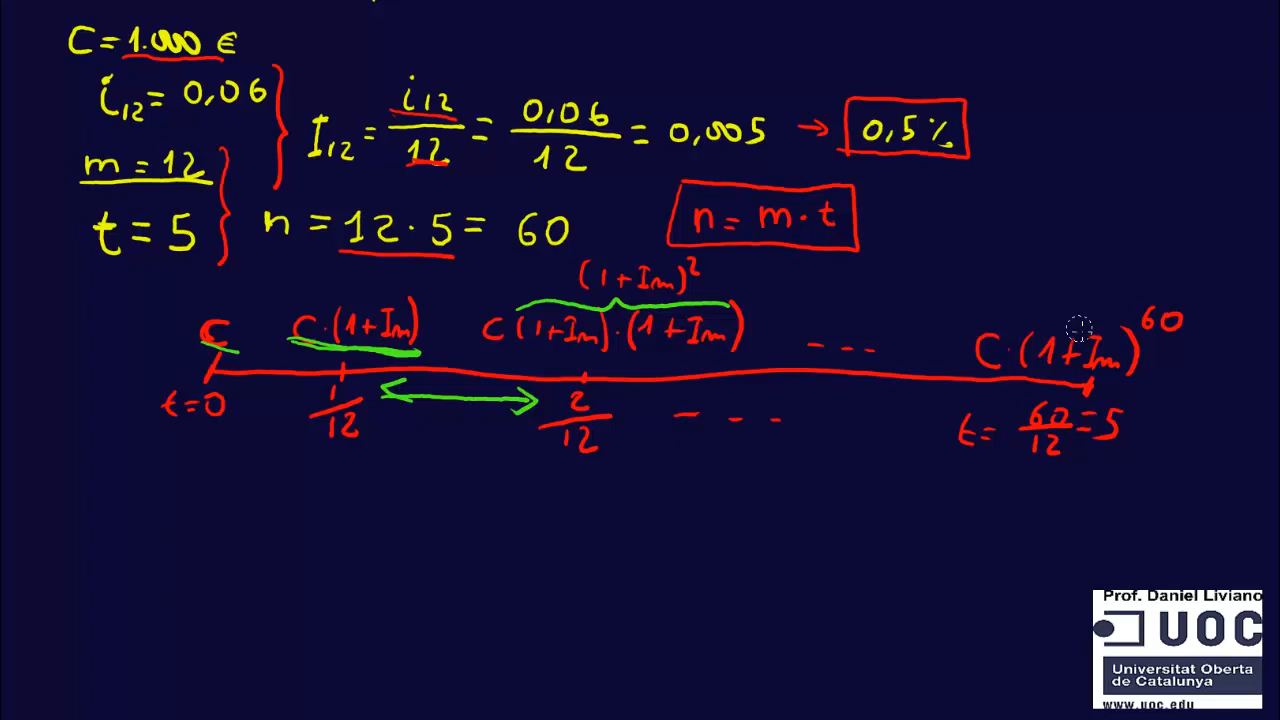 C = 1.000 €
i₁₂ = 0,06
I₁₂ = i₁₂/12 = 0,06/12 = 0,005 → 0,5%
m = 12
t = 5
n = 12 · 5 = 60
n = m · t
(1+Im)²
C
C·(1+Im)
C(1+Im)·(1+Im)
- - -
C·(1+Im)⁶⁰
t=0
1/12
2/12
- - -
t = 60/12 = 5
Prof. Daniel Liviano
UOC
Universitat Oberta
de Catalunya
www.uoc.edu